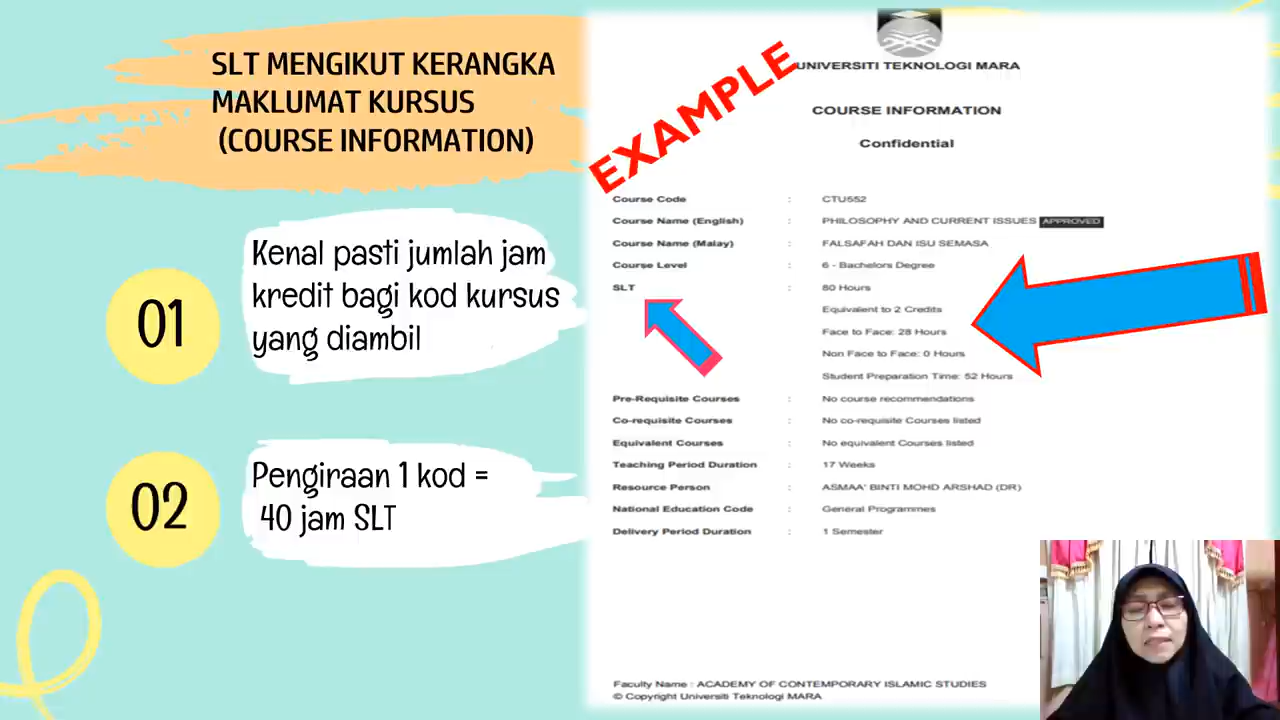 SLT MENGIKUT KERANGKA
MAKLUMAT KURSUS
(COURSE INFORMATION)
01
Kenal pasti jumlah jam
kredit bagi kod kursus
yang diambil
02
Pengiraan 1 kod =
40 jam SLT
EXAMPLE
UNIVERSITI TEKNOLOGI MARA
COURSE INFORMATION
Confidential
Course Code : CTU552
Course Name (English) : PHILOSOPHY AND CURRENT ISSUES APPROVED
Course Name (Malay) : FALSAFAH DAN ISU SEMASA
Course Level : 6 - Bachelors Degree
SLT : 80 Hours
Equivalent to 2 Credits
Face to Face: 28 Hours
Non Face to Face: 0 Hours
Student Preparation Time: 52 Hours
Pre-Requisite Courses : No course recommendations
Co-requisite Courses : No co-requisite Courses listed
Equivalent Courses : No equivalent Courses listed
Teaching Period Duration : 17 Weeks
Resource Person : ASMAA' BINTI MOHD ARSHAD (DR)
National Education Code : General Programmes
Delivery Period Duration : 1 Semester
Faculty Name : ACADEMY OF CONTEMPORARY ISLAMIC STUDIES
© Copyright Universiti Teknologi MARA